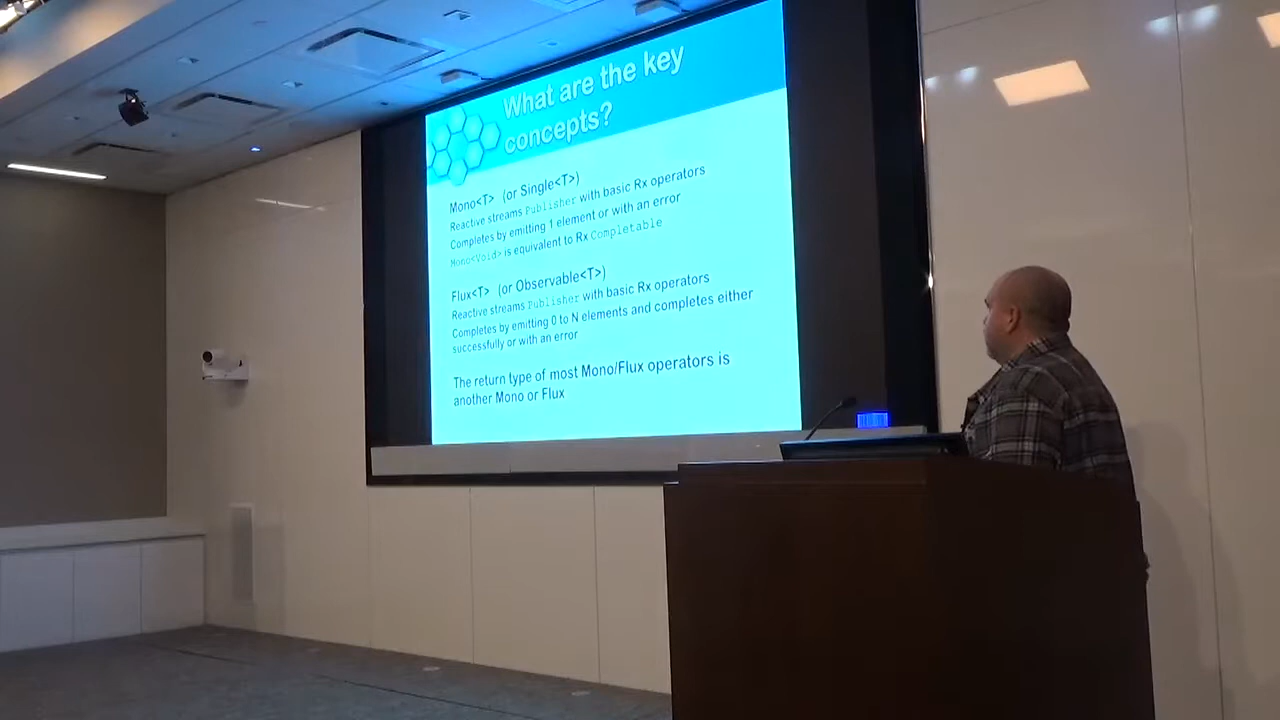 What are the key
concepts?
Mono<T> (or Single<T>)
Reactive streams Publisher with basic Rx operators
Completes by emitting 1 element or with an error
Mono<Void> is equivalent to Rx Completable
Flux<T> (or Observable<T>)
Reactive streams Publisher with basic Rx operators
Completes by emitting 0 to N elements and completes either
successfully or with an error
The return type of most Mono/Flux operators is
another Mono or Flux